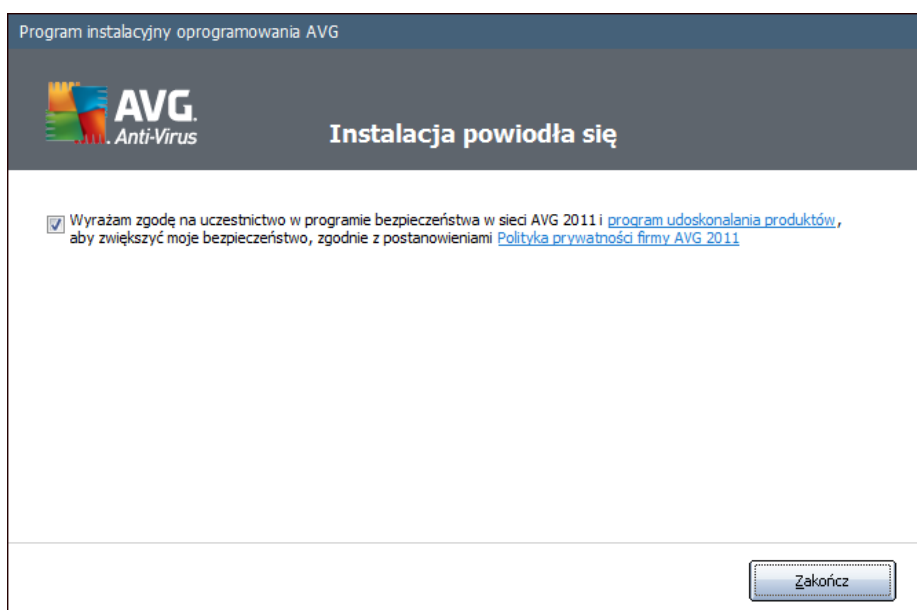 Program instalacyjny oprogramowania AVG
AVG.
Anti-Virus
Instalacja powiodła się
Wyrażam zgodę na uczestnictwo w programie bezpieczeństwa w sieci AVG 2011 i program udoskonalania produktów,
aby zwiększyć moje bezpieczeństwo, zgodnie z postanowieniami Polityka prywatności firmy AVG 2011
Zakończ